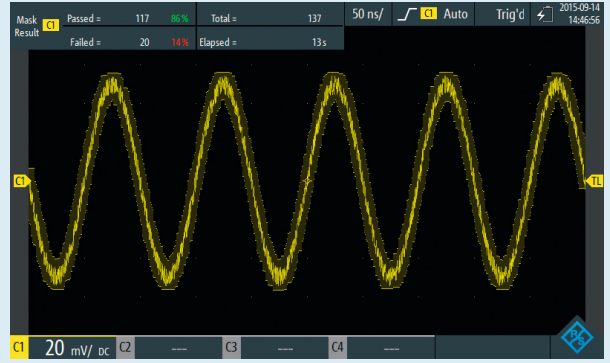 Mask Result C1 Passed = 117 86% Total = 137 50 ns/ C1 Auto Trig'd 2015-09-14
14:46:56
Failed = 20 14% Elapsed = 13 s
C1 TL
C1 20 mV/ DC C2 --- C3 --- C4 ---
R&S